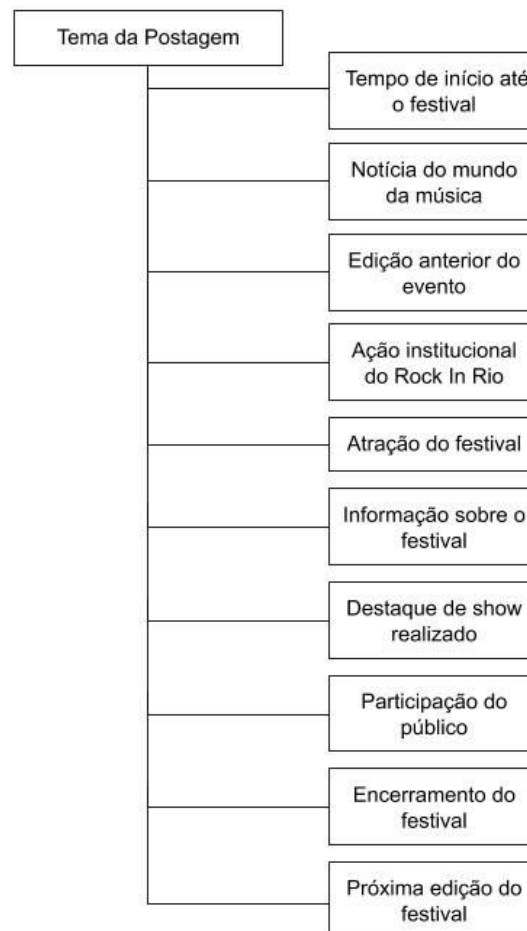 Tema da Postagem
Tempo de início até
o festival
Notícia do mundo
da música
Edição anterior do
evento
Ação institucional
do Rock In Rio
Atração do festival
Informação sobre o
festival
Destaque de show
realizado
Participação do
público
Encerramento do
festival
Próxima edição do
festival